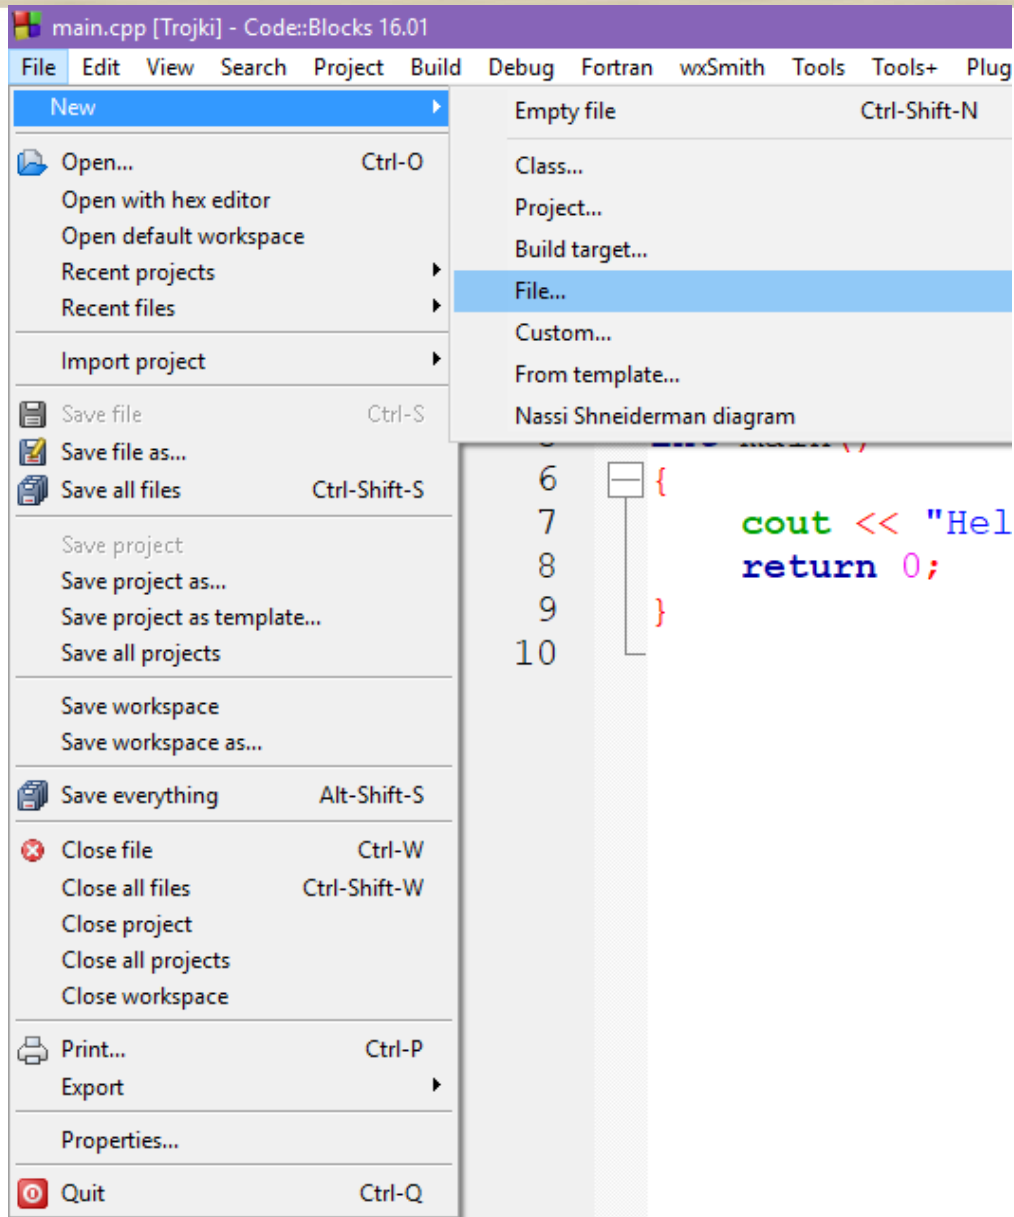 main.cpp [Trojki] - Code::Blocks 16.01
File Edit View Search Project Build Debug Fortran wxSmith Tools Tools+ Plug
New
Open... Ctrl-O
Open with hex editor
Open default workspace
Recent projects
Recent files
Import project
Save file Ctrl-S
Save file as...
Save all files Ctrl-Shift-S
Save project
Save project as...
Save project as template...
Save all projects
Save workspace
Save workspace as...
Save everything Alt-Shift-S
Close file Ctrl-W
Close all files Ctrl-Shift-W
Close project
Close all projects
Close workspace
Print... Ctrl-P
Export
Properties...
Quit Ctrl-Q
Empty file Ctrl-Shift-N
Class...
Project...
Build target...
File...
Custom...
From template...
Nassi Shneiderman diagram
6 {
7 cout << "Hel
8 return 0;
9 }
10